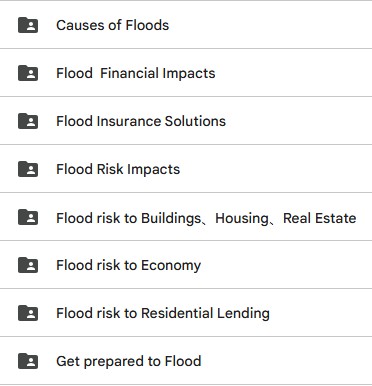 Causes of Floods
Flood  Financial Impacts
Flood Insurance Solutions
Flood Risk Impacts
Flood risk to Buildings、Housing、Real Estate
Flood risk to Economy
Flood risk to Residential Lending
Get prepared to Flood